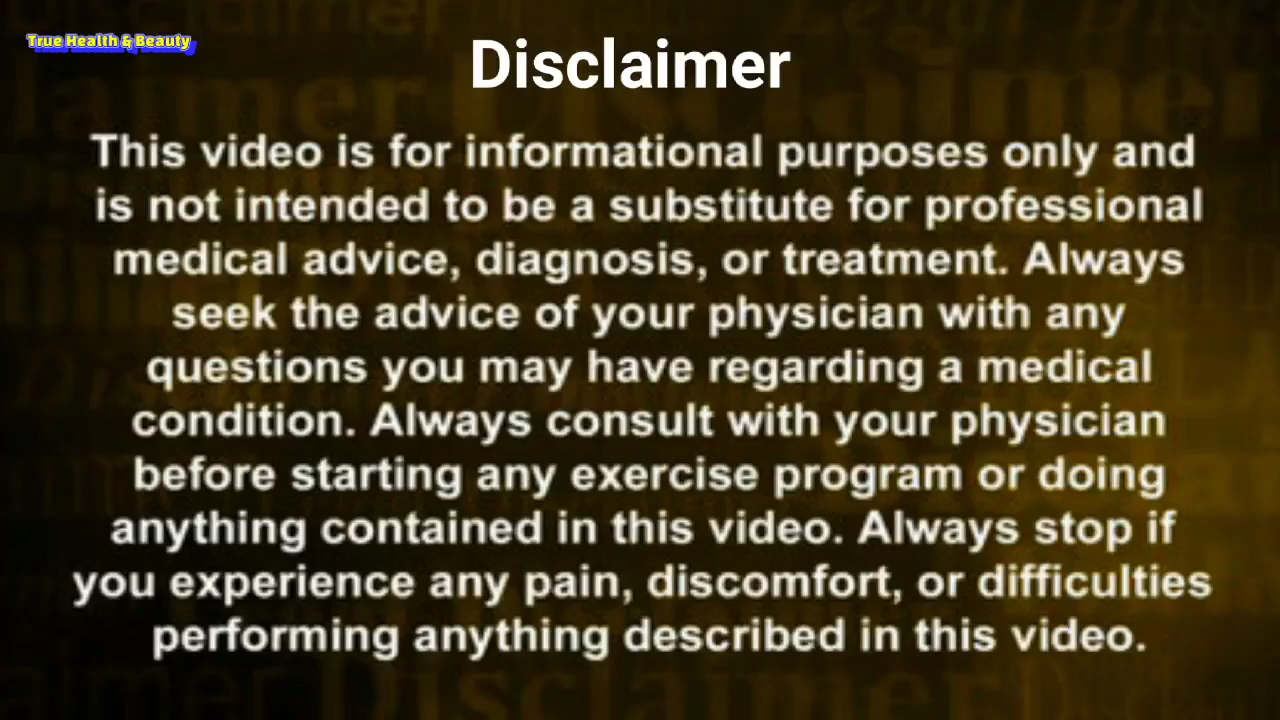 True Health & Beauty
Disclaimer
This video is for informational purposes only and
is not intended to be a substitute for professional
medical advice, diagnosis, or treatment. Always
seek the advice of your physician with any
questions you may have regarding a medical
condition. Always consult with your physician
before starting any exercise program or doing
anything contained in this video. Always stop if
you experience any pain, discomfort, or difficulties
performing anything described in this video.